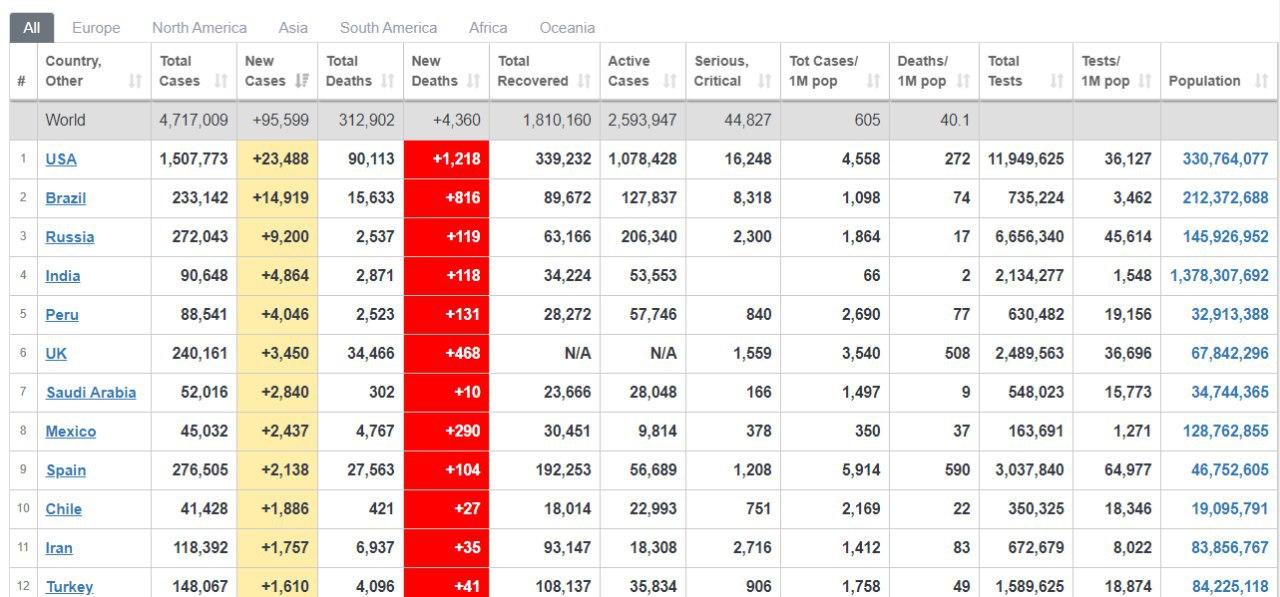 All Europe North America Asia South America Africa Oceania
# Country, Other Total Cases New Cases Total Deaths New Deaths Total Recovered Active Cases Serious, Critical Tot Cases/ 1M pop Deaths/ 1M pop Total Tests Tests/ 1M pop Population
World 4,717,009 +95,599 312,902 +4,360 1,810,160 2,593,947 44,827 605 40.1
1 USA 1,507,773 +23,488 90,113 +1,218 339,232 1,078,428 16,248 4,558 272 11,949,625 36,127 330,764,077
2 Brazil 233,142 +14,919 15,633 +816 89,672 127,837 8,318 1,098 74 735,224 3,462 212,372,688
3 Russia 272,043 +9,200 2,537 +119 63,166 206,340 2,300 1,864 17 6,656,340 45,614 145,926,952
4 India 90,648 +4,864 2,871 +118 34,224 53,553 66 2 2,134,277 1,548 1,378,307,692
5 Peru 88,541 +4,046 2,523 +131 28,272 57,746 840 2,690 77 630,482 19,156 32,913,388
6 UK 240,161 +3,450 34,466 +468 N/A N/A 1,559 3,540 508 2,489,563 36,696 67,842,296
7 Saudi Arabia 52,016 +2,840 302 +10 23,666 28,048 166 1,497 9 548,023 15,773 34,744,365
8 Mexico 45,032 +2,437 4,767 +290 30,451 9,814 378 350 37 163,691 1,271 128,762,855
9 Spain 276,505 +2,138 27,563 +104 192,253 56,689 1,208 5,914 590 3,037,840 64,977 46,752,605
10 Chile 41,428 +1,886 421 +27 18,014 22,993 751 2,169 22 350,325 18,346 19,095,791
11 Iran 118,392 +1,757 6,937 +35 93,147 18,308 2,716 1,412 83 672,679 8,022 83,856,767
12 Turkey 148,067 +1,610 4,096 +41 108,137 35,834 906 1,758 49 1,589,625 18,874 84,225,118